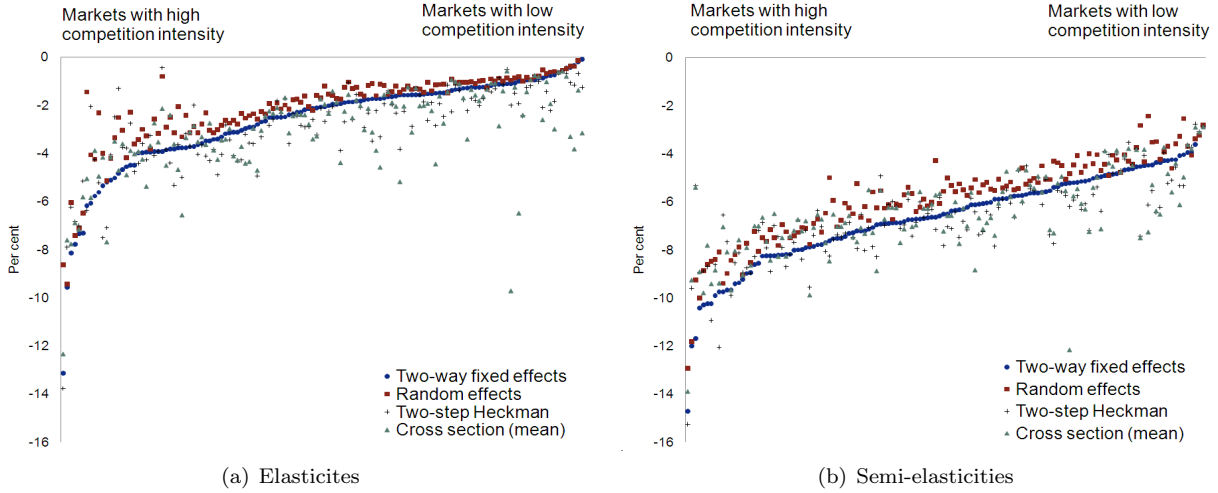 Markets with high
competition intensity
Markets with low
competition intensity
Per cent
0
-2
-4
-6
-8
-10
-12
-14
-16
Two-way fixed effects
Random effects
Two-step Heckman
Cross section (mean)
(a) Elasticites
Markets with high
competition intensity
Markets with low
competition intensity
Per cent
0
-2
-4
-6
-8
-10
-12
-14
-16
Two-way fixed effects
Random effects
Two-step Heckman
Cross section (mean)
(b) Semi-elasticities